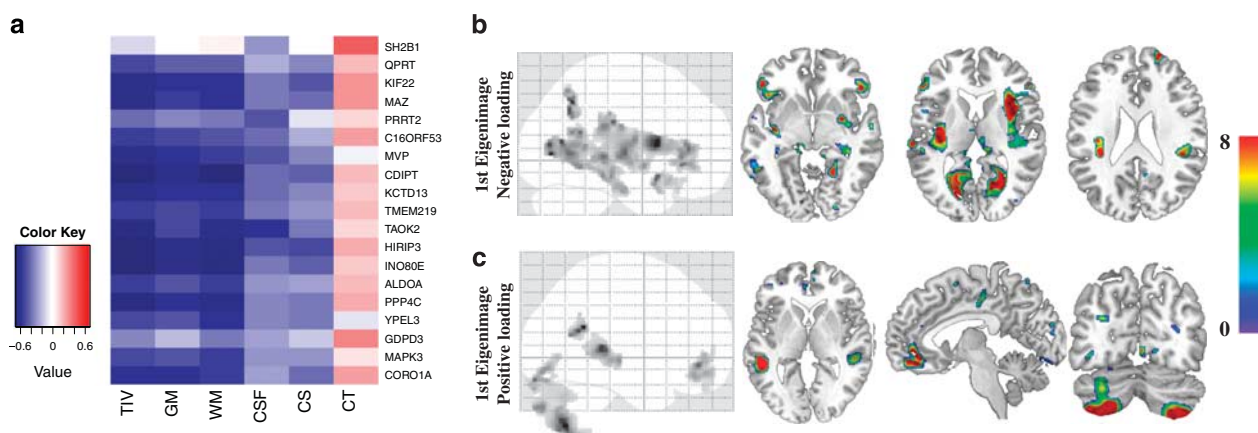 a
SH2B1
QPRT
KIF22
MAZ
PRRT2
C16ORF53
MVP
CDIPT
KCTD13
TMEM219
TAOK2
HIRIP3
INO80E
ALDOA
PPP4C
YPEL3
GDPD3
MAPK3
CORO1A
TIV
GM
WM
CSF
CS
CT
Color Key
−0.6
0
0.6
Value
b
1st Eigenimage
Negative loading
c
1st Eigenimage
Positive loading
8
0